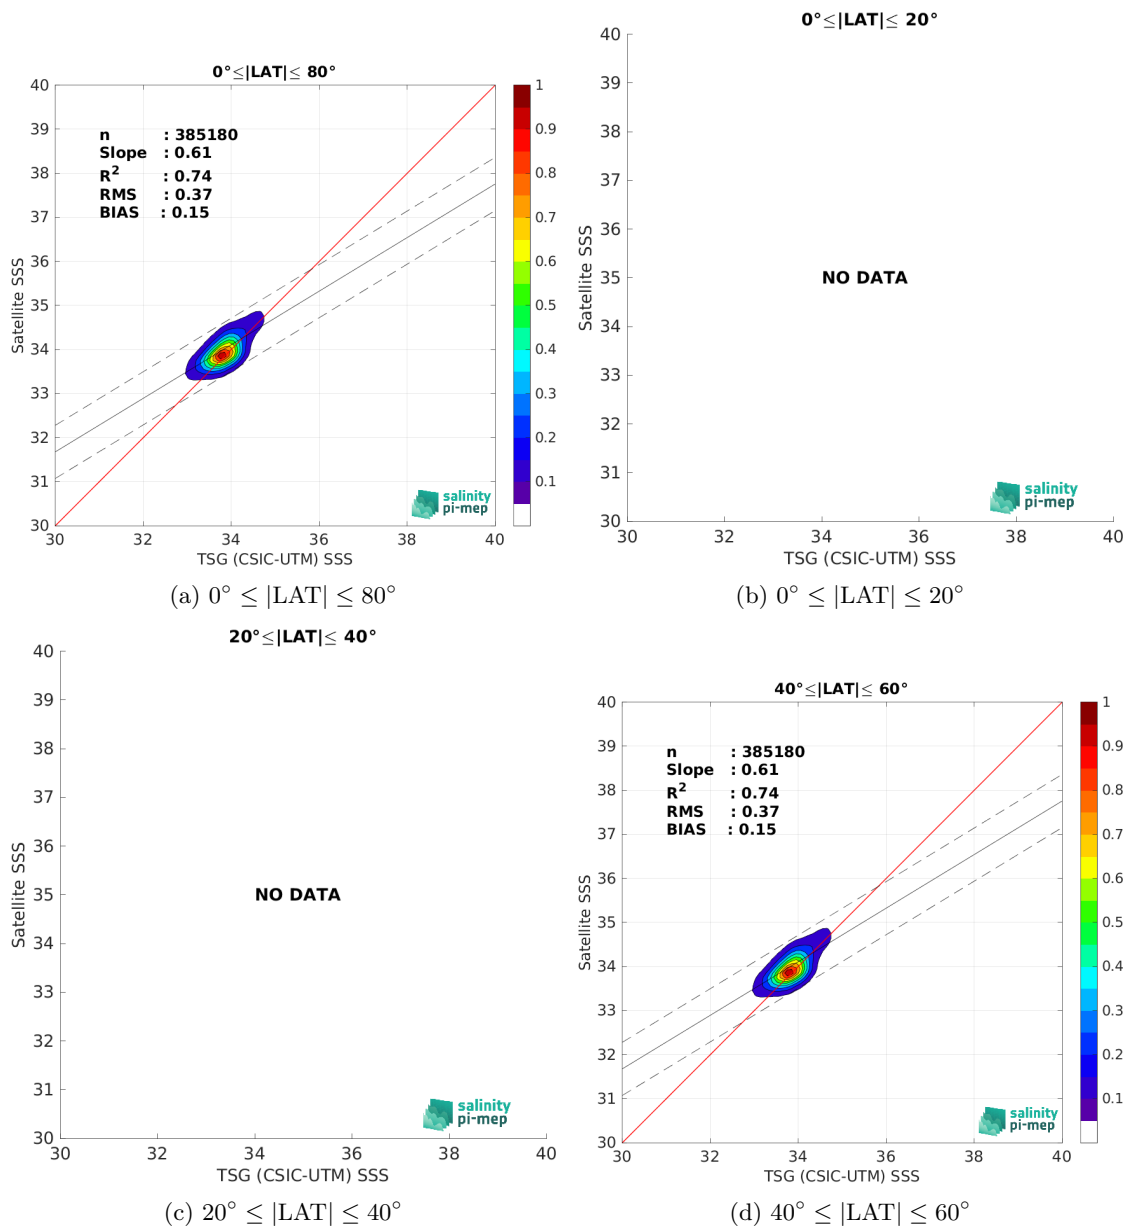 0°≤|LAT|≤ 80°
40
39
38
37
36
35
34
33
32
31
30
Satellite SSS
n : 385180
Slope : 0.61
R² : 0.74
RMS : 0.37
BIAS : 0.15
1
0.9
0.8
0.7
0.6
0.5
0.4
0.3
0.2
0.1
salinity
pi-mep
30 32 34 36 38 40
TSG (CSIC-UTM) SSS
(a) 0° ≤ |LAT| ≤ 80°
0°≤|LAT|≤ 20°
40
39
38
37
36
35
34
33
32
31
30
Satellite SSS
NO DATA
salinity
pi-mep
30 32 34 36 38 40
TSG (CSIC-UTM) SSS
(b) 0° ≤ |LAT| ≤ 20°
20°≤|LAT|≤ 40°
40
39
38
37
36
35
34
33
32
31
30
Satellite SSS
NO DATA
salinity
pi-mep
30 32 34 36 38 40
TSG (CSIC-UTM) SSS
(c) 20° ≤ |LAT| ≤ 40°
40°≤|LAT|≤ 60°
40
39
38
37
36
35
34
33
32
31
30
Satellite SSS
n : 385180
Slope : 0.61
R² : 0.74
RMS : 0.37
BIAS : 0.15
1
0.9
0.8
0.7
0.6
0.5
0.4
0.3
0.2
0.1
salinity
pi-mep
30 32 34 36 38 40
TSG (CSIC-UTM) SSS
(d) 40° ≤ |LAT| ≤ 60°